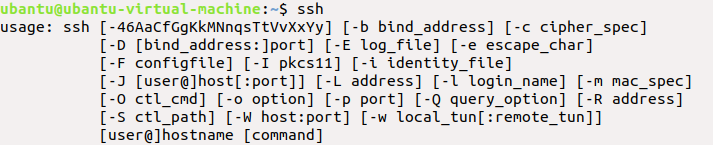 ubantu@ubantu-virtual-machine:~$ ssh
usage: ssh [-46AaCfGgKkMNnqsTtVvXxYy] [-b bind_address] [-c cipher_spec]
[-D [bind_address:]port] [-E log_file] [-e escape_char]
[-F configfile] [-I pkcs11] [-i identity_file]
[-J [user@]host[:port]] [-L address] [-l login_name] [-m mac_spec]
[-O ctl_cmd] [-o option] [-p port] [-Q query_option] [-R address]
[-S ctl_path] [-W host:port] [-w local_tun[:remote_tun]]
[user@]hostname [command]